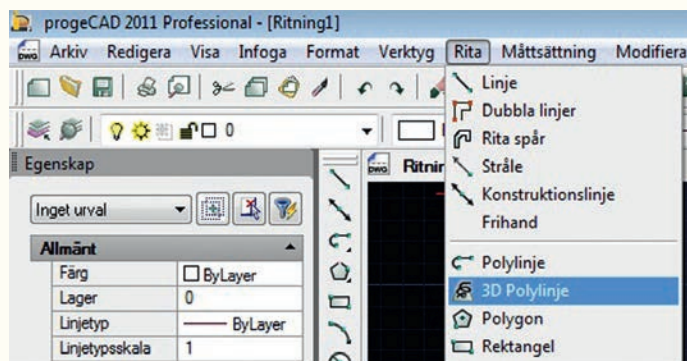 progeCAD 2011 Professional - [Ritning1]
DWG Arkiv Redigera Visa Infoga Format Verktyg Rita Måttsättning Modifiera
0
Egenskap
Inget urval
Allmänt
Färg ByLayer
Lager 0
Linjetyp ByLayer
Linjetypsskala 1
DWG
Linje
Dubbla linjer
Rita spår
Stråle
Konstruktionslinje
Frihand
Polylinje
3D Polylinje
Polygon
Rektangel